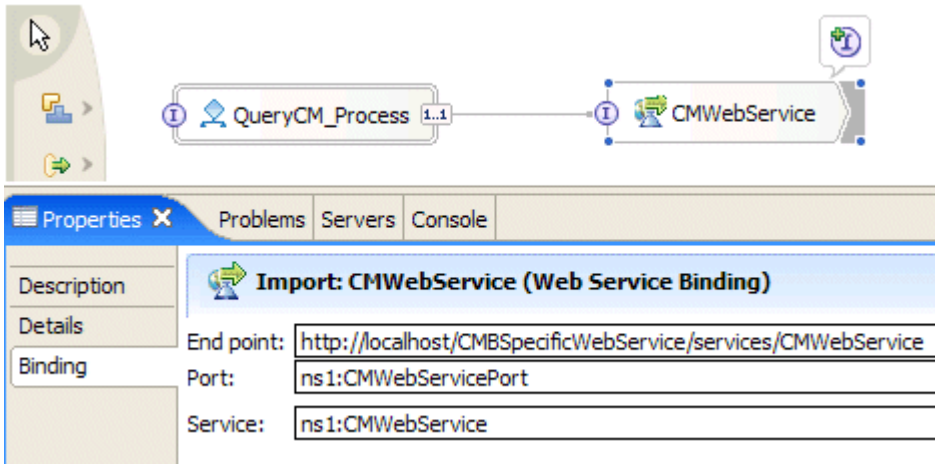 I QueryCM_Process 1..1 I CMWebService
I
Properties Problems Servers Console
Description
Details
Binding
Import: CMWebService (Web Service Binding)
End point: http://localhost/CMBSpecificWebService/services/CMWebService
Port: ns1:CMWebServicePort
Service: ns1:CMWebService